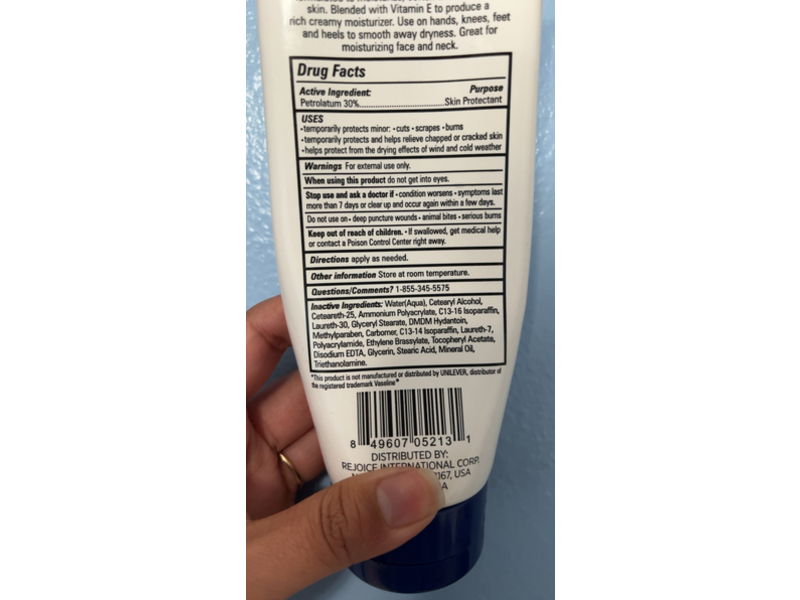 skin. Blended with Vitamin E to produce a
rich creamy moisturizer. Use on hands, knees, feet
and heels to smooth away dryness. Great for
moisturizing face and neck.
Drug Facts
Active Ingredient: Purpose
Petrolatum 30%..............................Skin Protectant
USES
•temporarily protects minor: •cuts •scrapes •burns
•temporarily protects and helps relieve chapped or cracked skin
•helps protect from the drying effects of wind and cold weather
Warnings For external use only.
When using this product do not get into eyes.
Stop use and ask a doctor if •condition worsens •symptoms last
more than 7 days or clear up and occur again within a few days.
Do not use on •deep puncture wounds •animal bites •serious burns
Keep out of reach of children. •If swallowed, get medical help
or contact a Poison Control Center right away.
Directions apply as needed.
Other information Store at room temperature.
Questions/Comments? 1-855-345-5575
Inactive Ingredients: Water(Aqua), Cetearyl Alcohol,
Ceteareth-25, Ammonium Polyacrylate, C13-16 Isoparaffin,
Laureth-30, Glyceryl Stearate, DMDM Hydantoin,
Methylparaben, Carbomer, C13-14 Isoparaffin, Laureth-7,
Polyacrylamide, Ethylene Brassylate, Tocopheryl Acetate,
Disodium EDTA, Glycerin, Stearic Acid, Mineral Oil,
Triethanolamine.
*This product is not manufactured or distributed by UNILEVER, distributor of
the registered trademark Vaseline®
8 49607 05213 1
DISTRIBUTED BY:
REJOICE INTERNATIONAL CORP.
167, USA